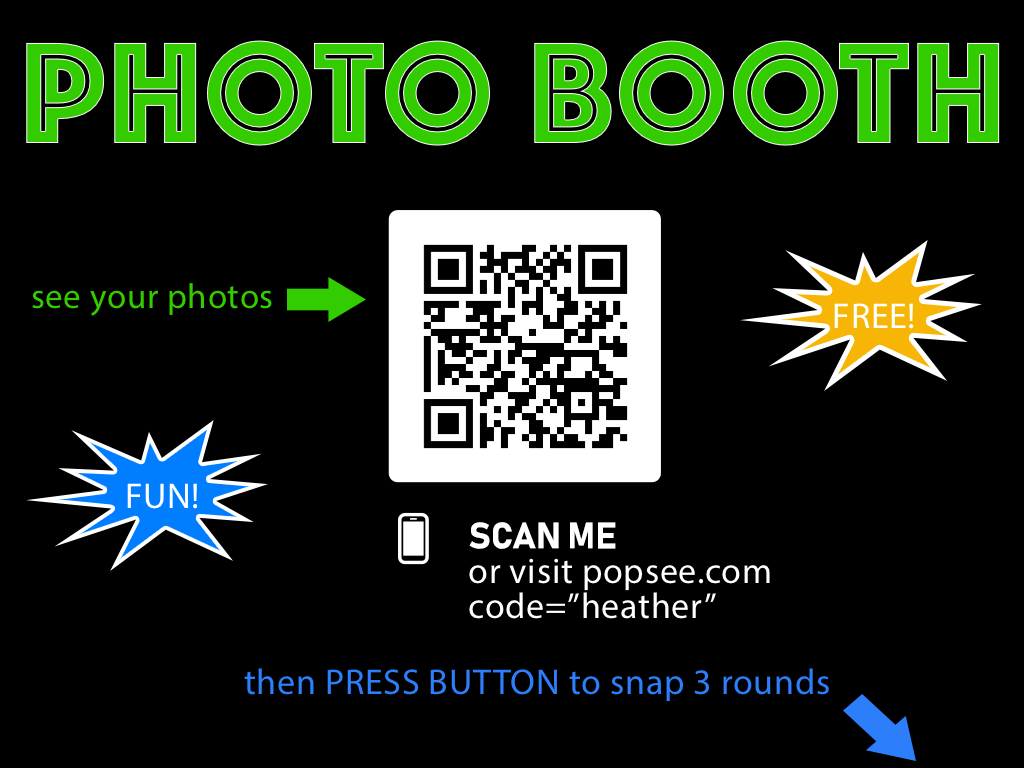 PHOTO BOOTH
see your photos
FREE!
FUN!
SCAN ME
or visit popsee.com
code=”heather”
then PRESS BUTTON to snap 3 rounds